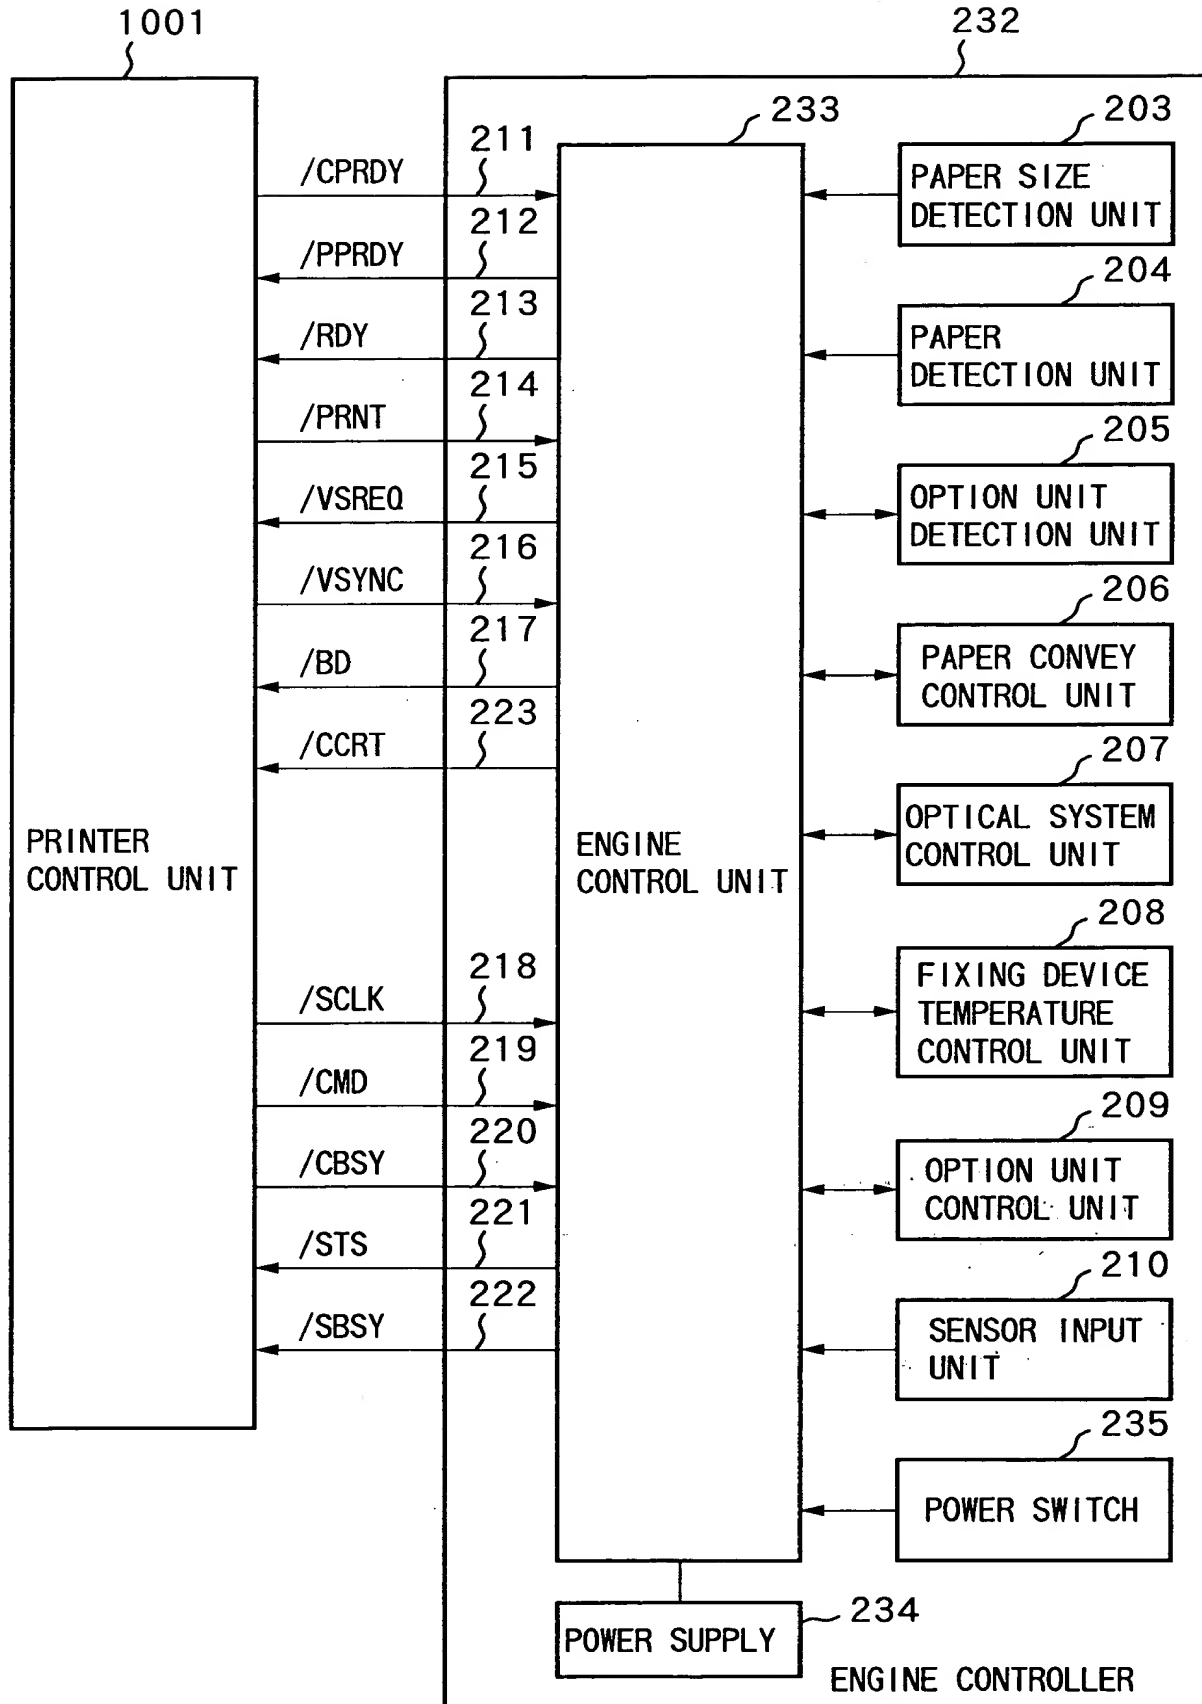 1001
232
233
203
PAPER SIZE
DETECTION UNIT
211
/CPRDY
212
/PPRDY
204
PAPER
DETECTION UNIT
213
/RDY
214
/PRNT
205
OPTION UNIT
DETECTION UNIT
215
/VSREQ
216
/VSYNC
206
PAPER CONVEY
CONTROL UNIT
217
/BD
223
/CCRT
207
OPTICAL SYSTEM
CONTROL UNIT
PRINTER
CONTROL UNIT
ENGINE
CONTROL UNIT
208
FIXING DEVICE
TEMPERATURE
CONTROL UNIT
218
/SCLK
219
/CMD
209
OPTION UNIT
CONTROL UNIT
220
/CBSY
221
/STS
210
SENSOR INPUT
UNIT
222
/SBSY
235
POWER SWITCH
234
POWER SUPPLY
ENGINE CONTROLLER